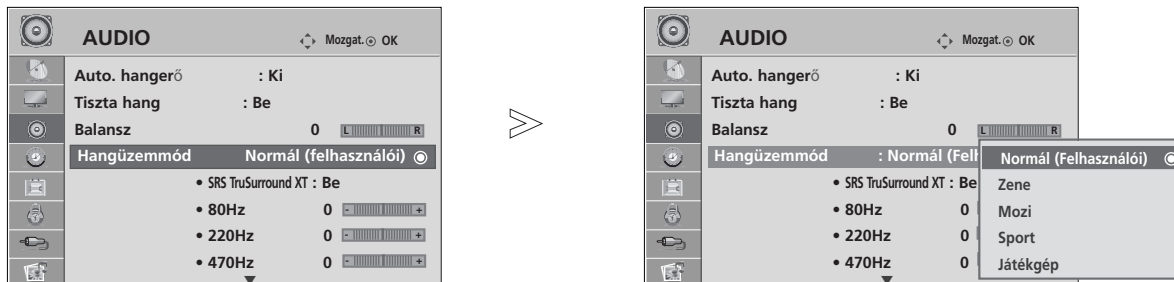 AUDIO
Mozgat. OK
Auto. hangerő : Ki
Tiszta hang : Be
Balansz 0 L R
Hangüzemmód Normál (felhasználói)
• SRS TruSurround XT : Be
• 80Hz 0 - +
• 220Hz 0 - +
• 470Hz 0 - +
>
AUDIO
Mozgat. OK
Auto. hangerő : Ki
Tiszta hang : Be
Balansz 0 L R
Hangüzemmód : Normál (Fel
• SRS TruSurround XT : Be
• 80Hz 0
• 220Hz 0
• 470Hz 0
Normál (Felhasználói)
Zene
Mozi
Sport
Játékgép